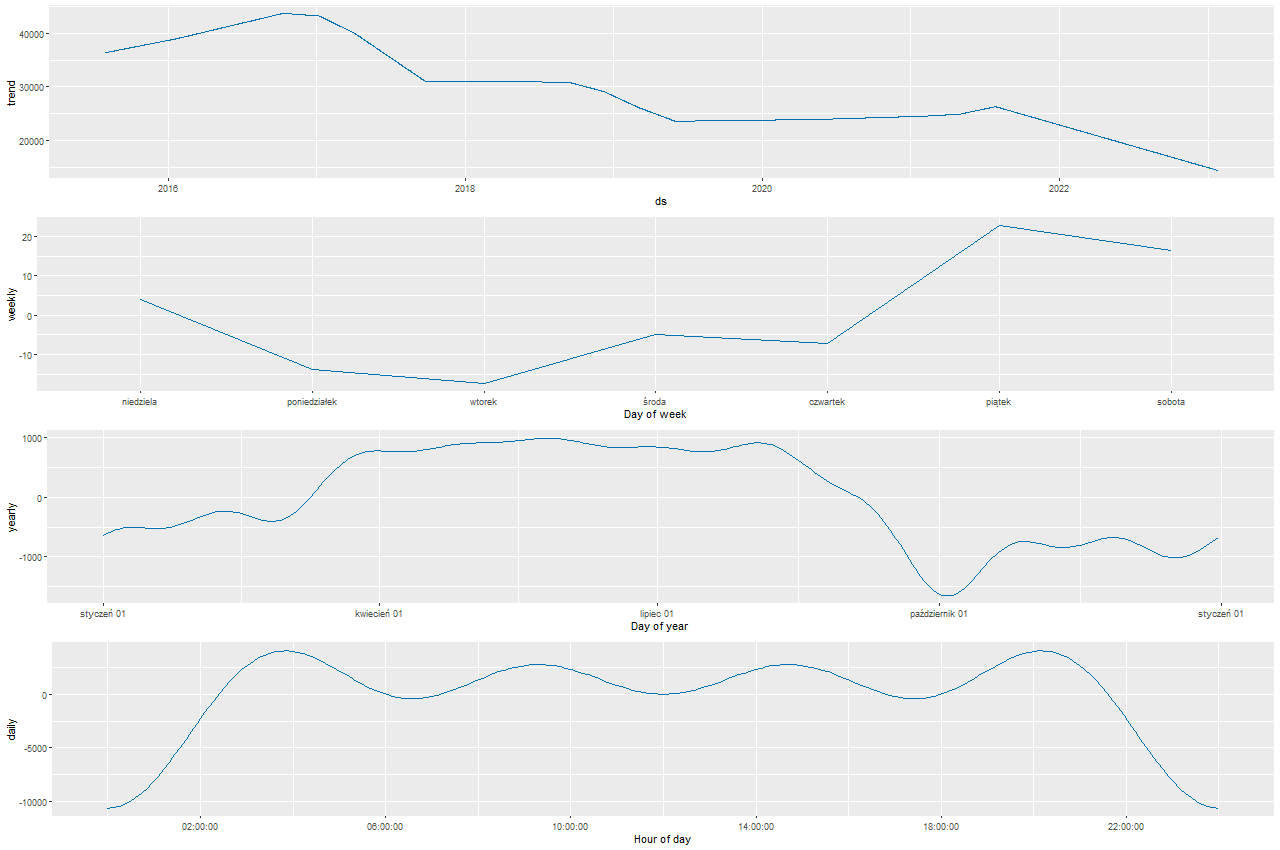 40000
30000
20000
trend
2016 2018 2020 2022
ds
20
10
0
-10
weekly
niedziela poniedziałek wtorek środa czwartek piątek sobota
Day of week
1000
0
-1000
yearly
styczeń 01 kwiecień 01 lipiec 01 październik 01 styczeń 01
Day of year
0
-5000
-10000
daily
02:00:00 06:00:00 10:00:00 14:00:00 18:00:00 22:00:00
Hour of day